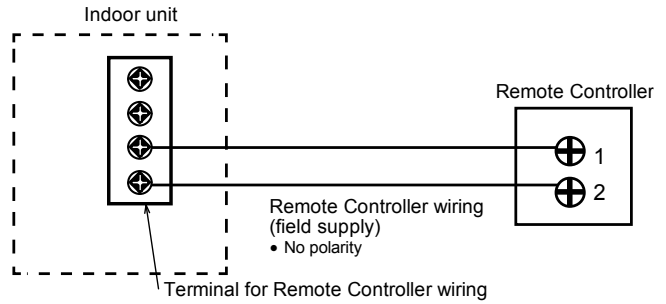 Indoor unit
Remote Controller
1
2
Remote Controller wiring
(field supply)
• No polarity
Terminal for Remote Controller wiring